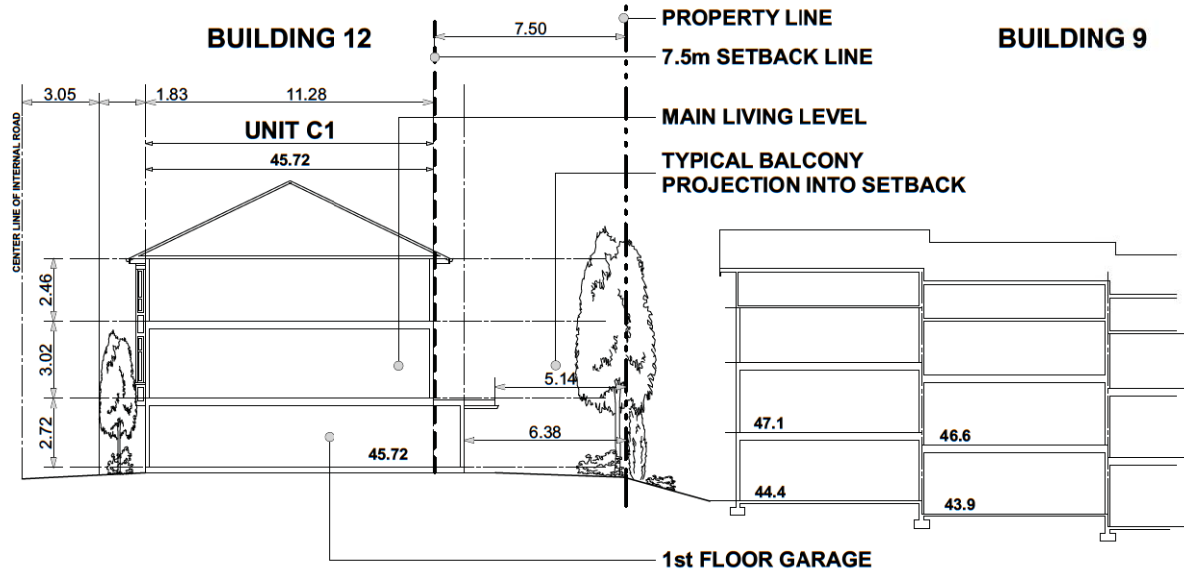 PROPERTY LINE
7.50
BUILDING 12
BUILDING 9
7.5m SETBACK LINE
3.05
1.83
11.28
MAIN LIVING LEVEL
UNIT C1
45.72
TYPICAL BALCONY
PROJECTION INTO SETBACK
CENTER LINE OF INTERNAL ROAD
2.46
3.02
5.14
2.72
6.38
45.72
47.1
46.6
44.4
43.9
1st FLOOR GARAGE